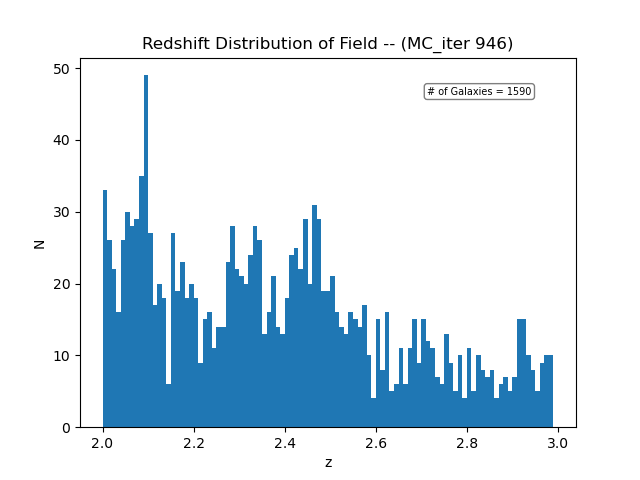 Redshift Distribution of Field -- (MC_iter 946)
# of Galaxies = 1590
N
50
40
30
20
10
0
2.0 2.2 2.4 2.6 2.8 3.0
z